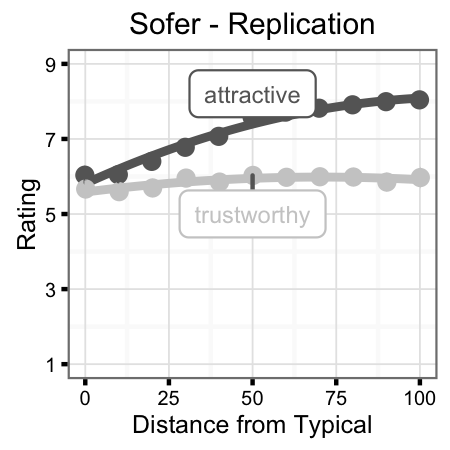 Sofer - Replication
9
7
5
3
1
Rating
attractive
trustworthy
0 25 50 75 100
Distance from Typical